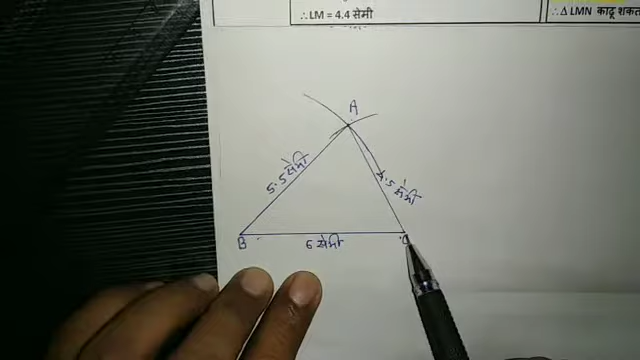 ∴LM = 4.4 सेमी
∴Δ LMN काढू शकत
A
5.5 सेमी
4.5 सेमी
B
6 सेमी
C